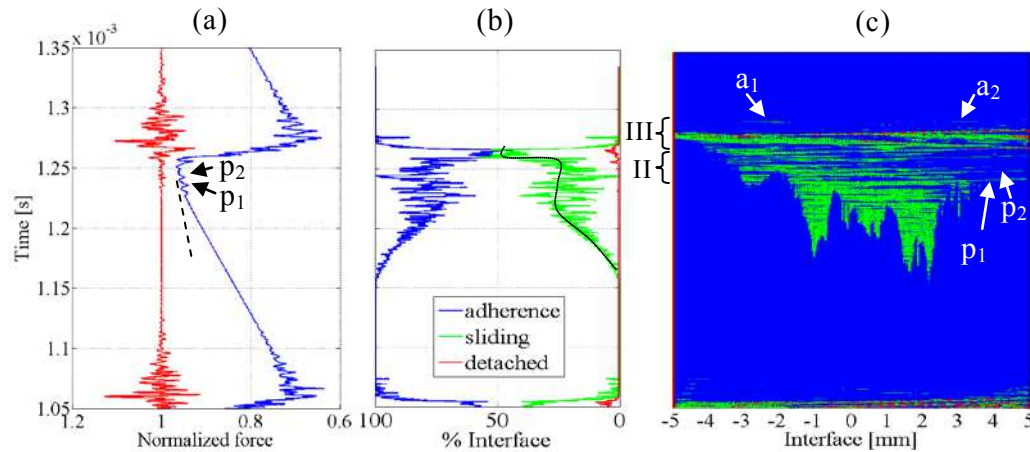 (a)
(b)
(c)
x 10⁻³
1.35
1.3
1.25
1.2
1.15
1.1
1.05
Time [s]
p₂
p₁
1.2
1
0.8
0.6
Normalized force
adherence
sliding
detached
100
50
0
% Interface
III
II
a₁
a₂
p₁
p₂
-5
-4
-3
-2
-1
0
1
2
3
4
5
Interface [mm]